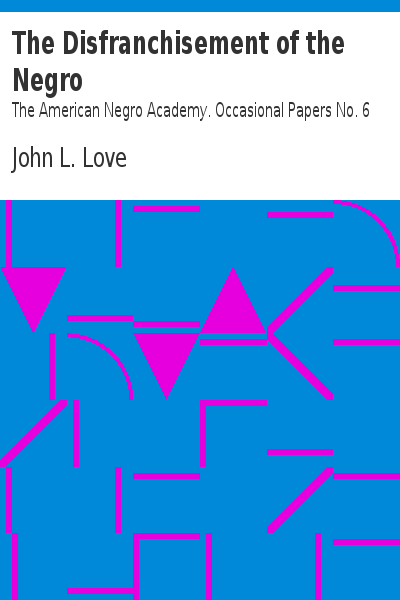 The Disfranchisement of the
Negro
The American Negro Academy. Occasional Papers No. 6
John L. Love